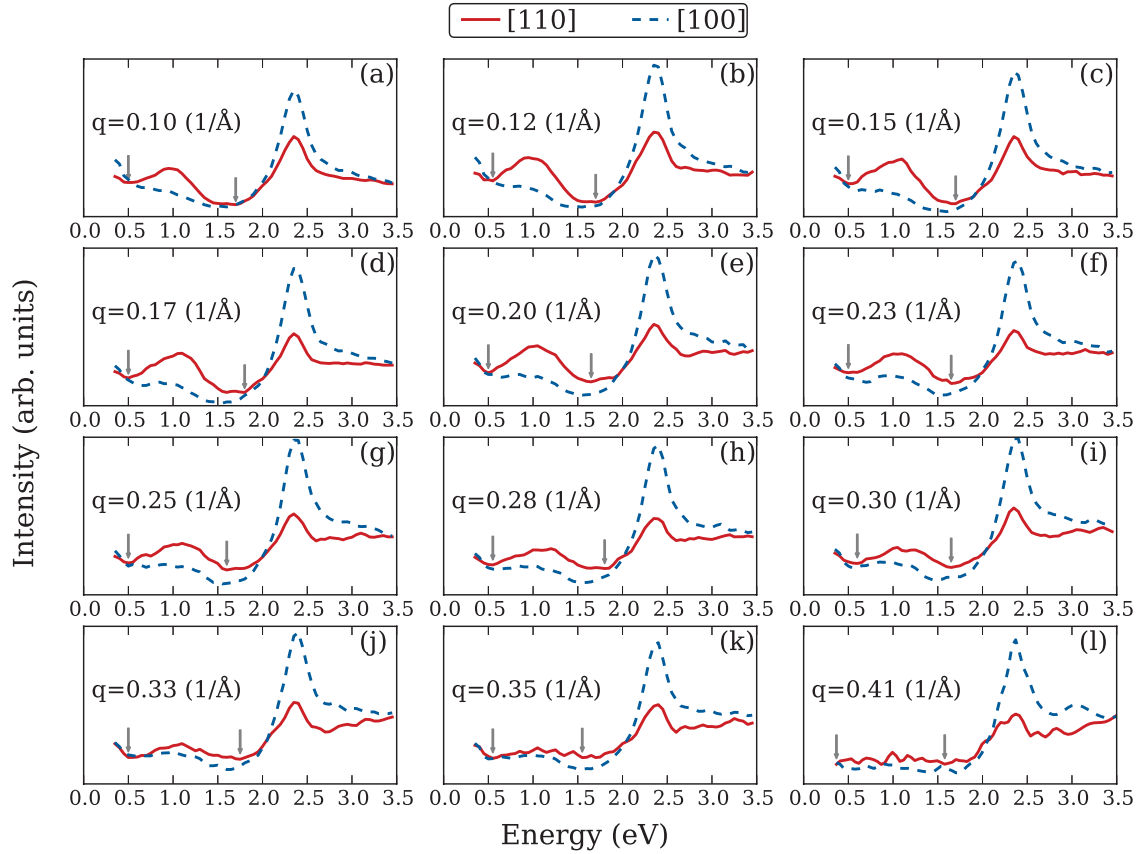 [110] [100]
(a) (b) (c)
q=0.10 (1/Å) q=0.12 (1/Å) q=0.15 (1/Å)
0.0 0.5 1.0 1.5 2.0 2.5 3.0 3.5 0.0 0.5 1.0 1.5 2.0 2.5 3.0 3.5 0.0 0.5 1.0 1.5 2.0 2.5 3.0 3.5
(d) (e) (f)
q=0.17 (1/Å) q=0.20 (1/Å) q=0.23 (1/Å)
0.0 0.5 1.0 1.5 2.0 2.5 3.0 3.5 0.0 0.5 1.0 1.5 2.0 2.5 3.0 3.5 0.0 0.5 1.0 1.5 2.0 2.5 3.0 3.5
Intensity (arb. units)
(g) (h) (i)
q=0.25 (1/Å) q=0.28 (1/Å) q=0.30 (1/Å)
0.0 0.5 1.0 1.5 2.0 2.5 3.0 3.5 0.0 0.5 1.0 1.5 2.0 2.5 3.0 3.5 0.0 0.5 1.0 1.5 2.0 2.5 3.0 3.5
(j) (k) (l)
q=0.33 (1/Å) q=0.35 (1/Å) q=0.41 (1/Å)
0.0 0.5 1.0 1.5 2.0 2.5 3.0 3.5 0.0 0.5 1.0 1.5 2.0 2.5 3.0 3.5 0.0 0.5 1.0 1.5 2.0 2.5 3.0 3.5
Energy (eV)